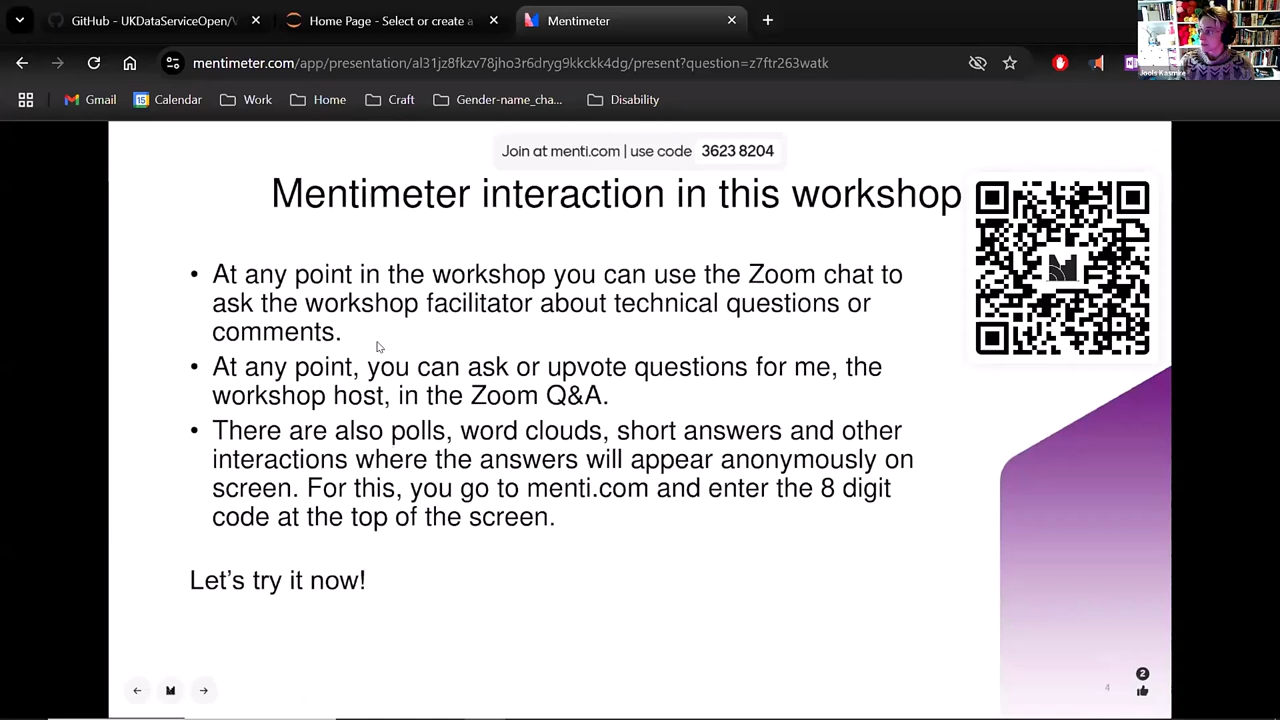 GitHub - UKDataServiceOpen/
Home Page - Select or create a
Mentimeter
mentimeter.com/app/presentation/al31jz8fkzv78jho3r6dryg9kkckk4dg/present?question=z7ftr263watk
Jools Kasmire
Gmail
Calendar
Work
Home
Craft
Gender-name_cha...
Disability
Join at menti.com | use code 3623 8204
Mentimeter interaction in this workshop
• At any point in the workshop you can use the Zoom chat to
ask the workshop facilitator about technical questions or
comments.
• At any point, you can ask or upvote questions for me, the
workshop host, in the Zoom Q&A.
• There are also polls, word clouds, short answers and other
interactions where the answers will appear anonymously on
screen. For this, you go to menti.com and enter the 8 digit
code at the top of the screen.
Let's try it now!
2
4